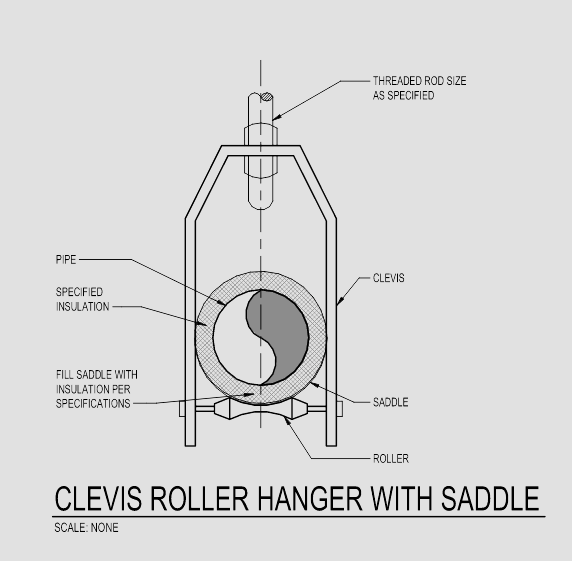 THREADED ROD SIZE
AS SPECIFIED
PIPE
CLEVIS
SPECIFIED
INSULATION
FILL SADDLE WITH
INSULATION PER
SPECIFICATIONS
SADDLE
ROLLER
CLEVIS ROLLER HANGER WITH SADDLE
SCALE: NONE